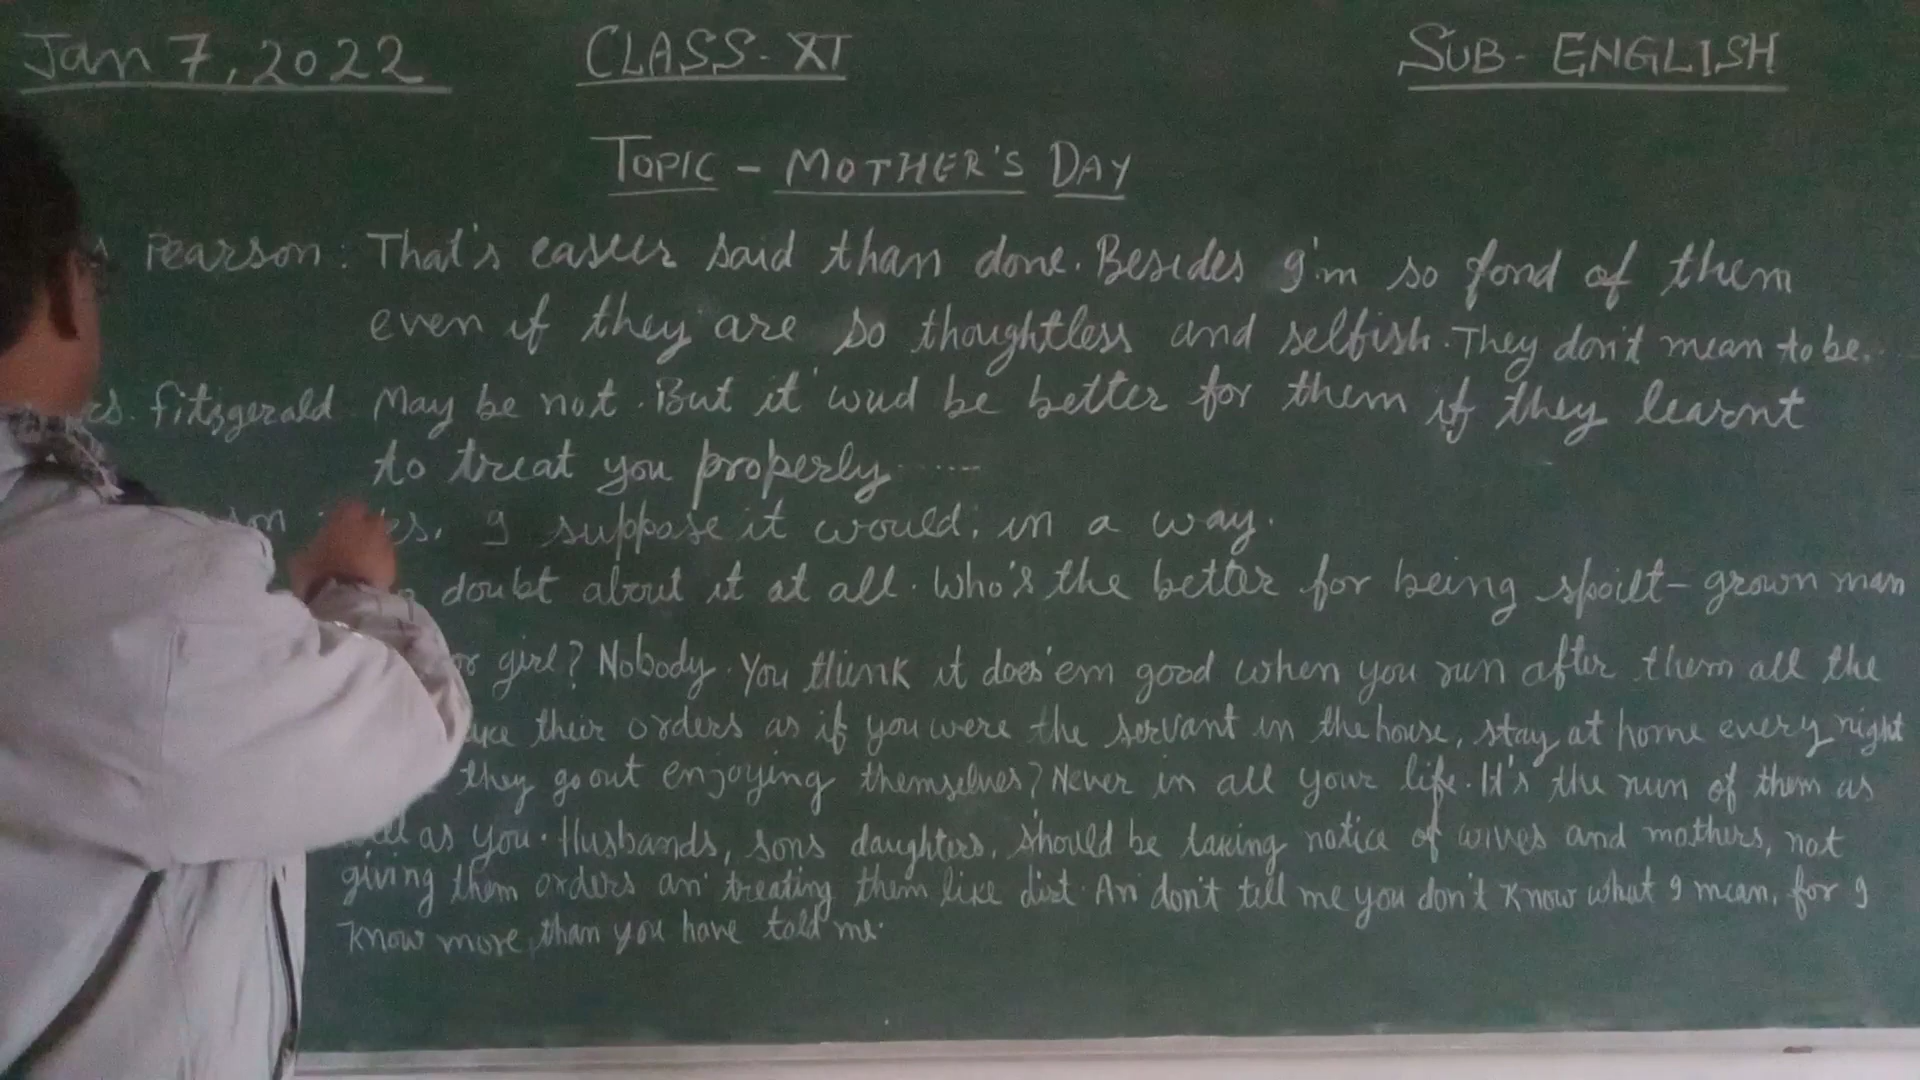 Jan 7, 2022 CLASS- XI SUB- ENGLISH
TOPIC - MOTHER'S DAY
Pearson: That's easier said than done. Besides I'm so fond of them
even if they are so thoughtless and selfish. They don't mean to be.
Fitzgerald May be not. But it wud be better for them if they learnt
to treat you properly .....
I suppose it would, in a way.
doubt about it at all. Who's the better for being spoilt- grown man
or girl? Nobody. You think it does'em good when you run after them all the
their orders as if you were the servant in the house, stay at home every night
they go out enjoying themselves? Never in all your life. It's the ruin of them as
as you. Husbands, sons daughters, should be taking notice of wives and mothers, not
giving them orders an' treating them like dirt. An' don't tell me you don't know what I mean, for I
know more than you have told me.